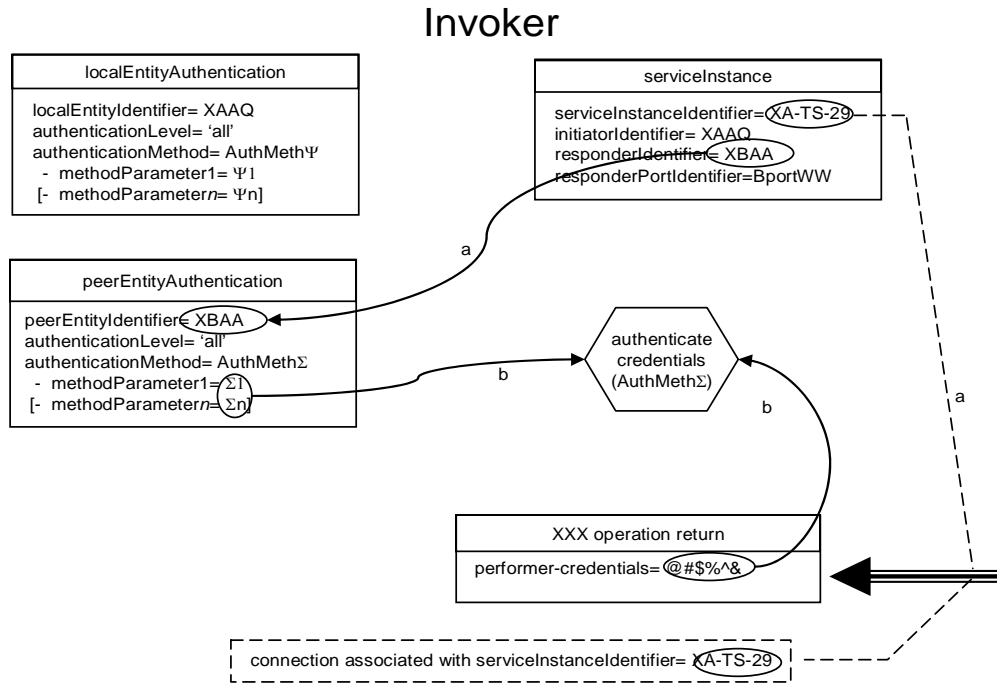 Invoker
localEntityAuthentication
localEntityIdentifier= XAAQ
authenticationLevel= ‘all’
authenticationMethod= AuthMethΨ
- methodParameter1= Ψ1
[- methodParametern= Ψn]
serviceInstance
serviceInstanceIdentifier= XA-TS-29
initiatorIdentifier= XAAQ
responderIdentifier= XBAA
responderPortIdentifier=BportWW
a
peerEntityAuthentication
peerEntityIdentifier= XBAA
authenticationLevel= ‘all’
authenticationMethod= AuthMethΣ
- methodParameter1= Σ1
[- methodParametern= Σn]
b
authenticate
credentials
(AuthMethΣ)
b
a
XXX operation return
performer-credentials= @#$%^&
connection associated with serviceInstanceIdentifier= XA-TS-29